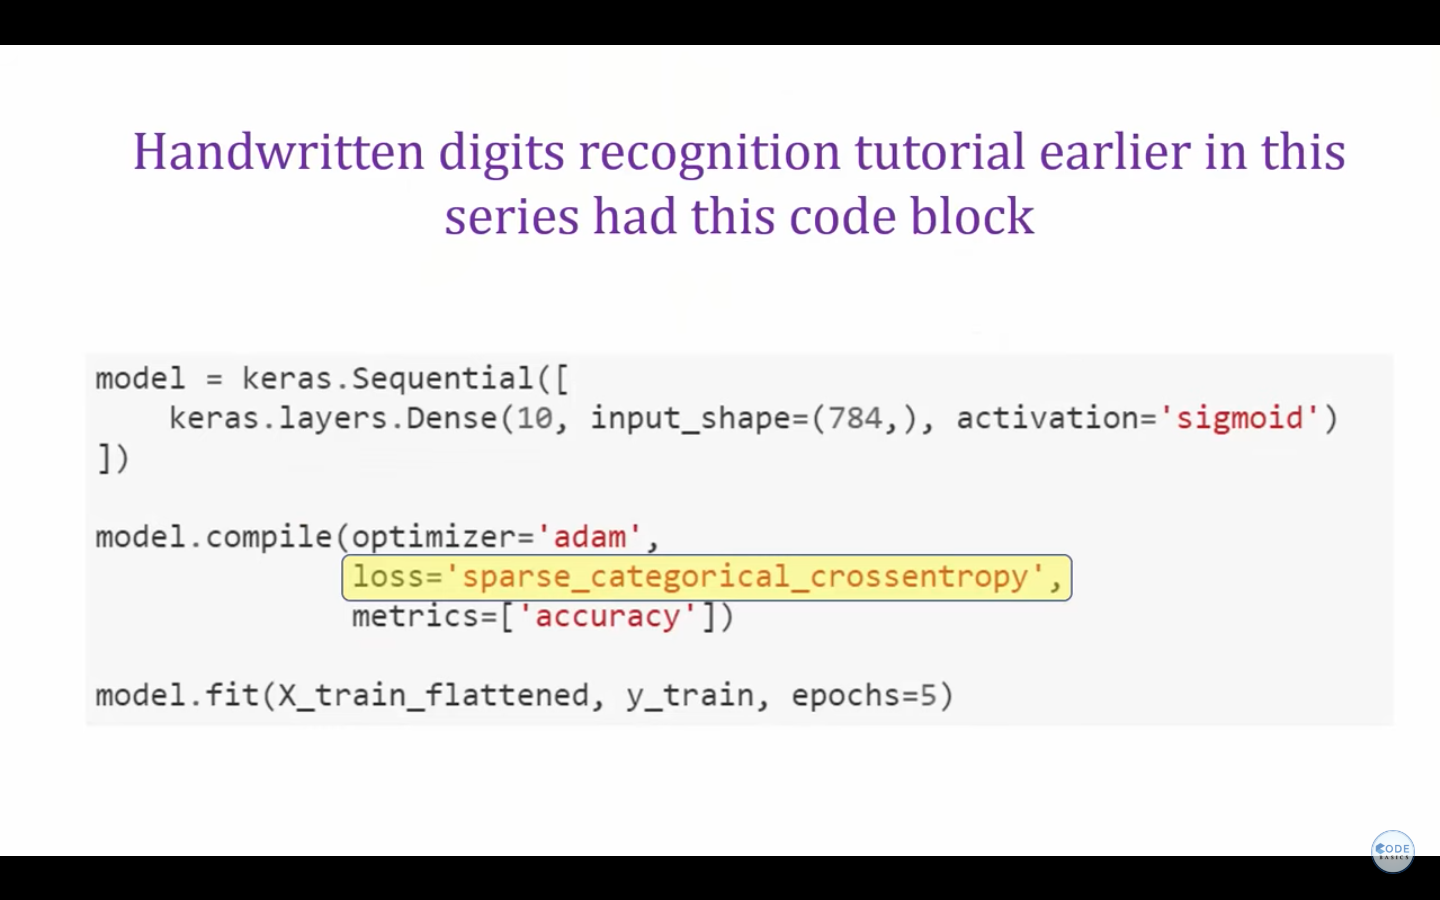 Handwritten digits recognition tutorial earlier in this
series had this code block
model = keras.Sequential([
    keras.layers.Dense(10, input_shape=(784,), activation='sigmoid')
])
model.compile(optimizer='adam',
              loss='sparse_categorical_crossentropy',
              metrics=['accuracy'])
model.fit(X_train_flattened, y_train, epochs=5)
CODE
BASICS